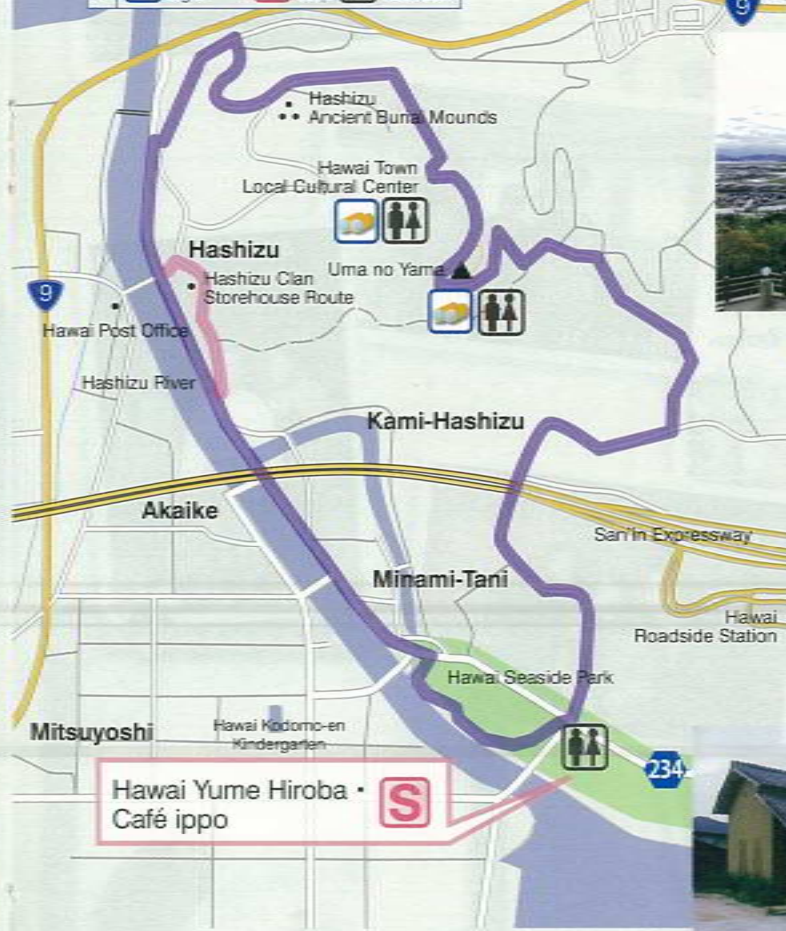 9
Hashizu
Ancient Burial Mounds
Hawai Town
Local Cultural Center
Hashizu
Uma no Yama
Hashizu Clan
Storehouse Route
9
Hawai Post Office
Hashizu River
Kami-Hashizu
Akaike
San'in Expressway
Minami-Tani
Hawai
Roadside Station
Hawai Seaside Park
Mitsuyoshi
Hawai Kodomo-en
Kindergarten
234
Hawai Yume Hiroba •
Café ippo
S